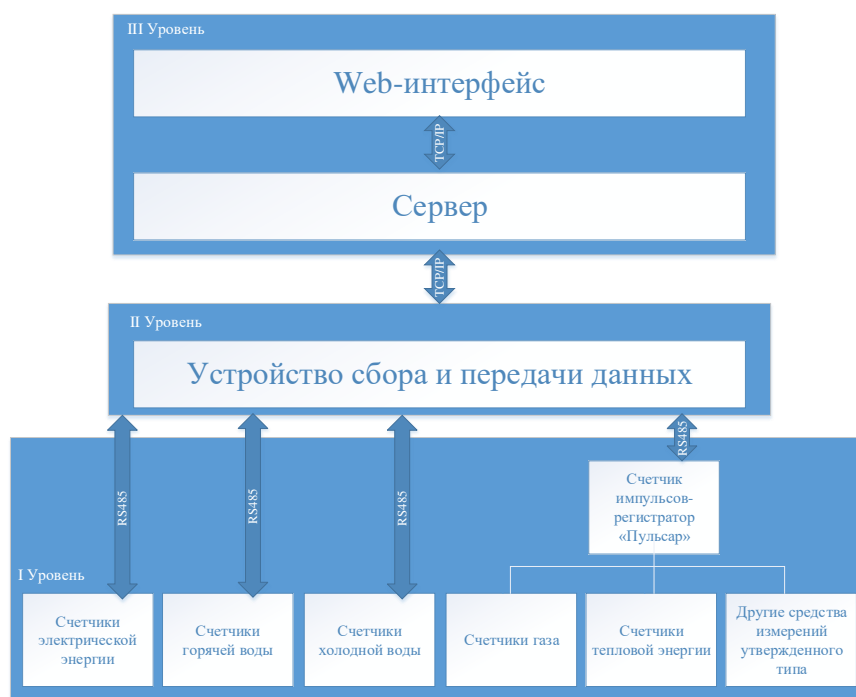 III Уровень
Web-интерфейс
TCP/IP
Сервер
TCP/IP
II Уровень
Устройство сбора и передачи данных
RS485
RS485
RS485
RS485
Счетчик
импульсов-
регистратор
«Пульсар»
I Уровень
Счетчики
электрической
энергии
Счетчики
горячей воды
Счетчики
холодной воды
Счетчики газа
Счетчики
тепловой энергии
Другие средства
измерений
утвержденного
типа